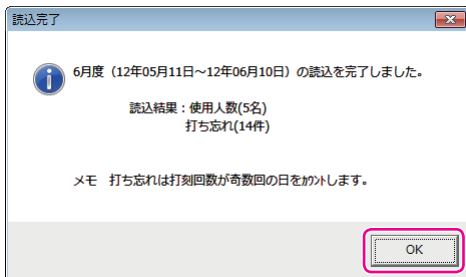 読込完了
6月度（12年05月11日～12年06月10日）の読込を完了しました。
読込結果：使用人数(5名)
打ち忘れ(14件)
メモ　打ち忘れは打刻回数が奇数回の日をｶｳﾝﾄします。
OK